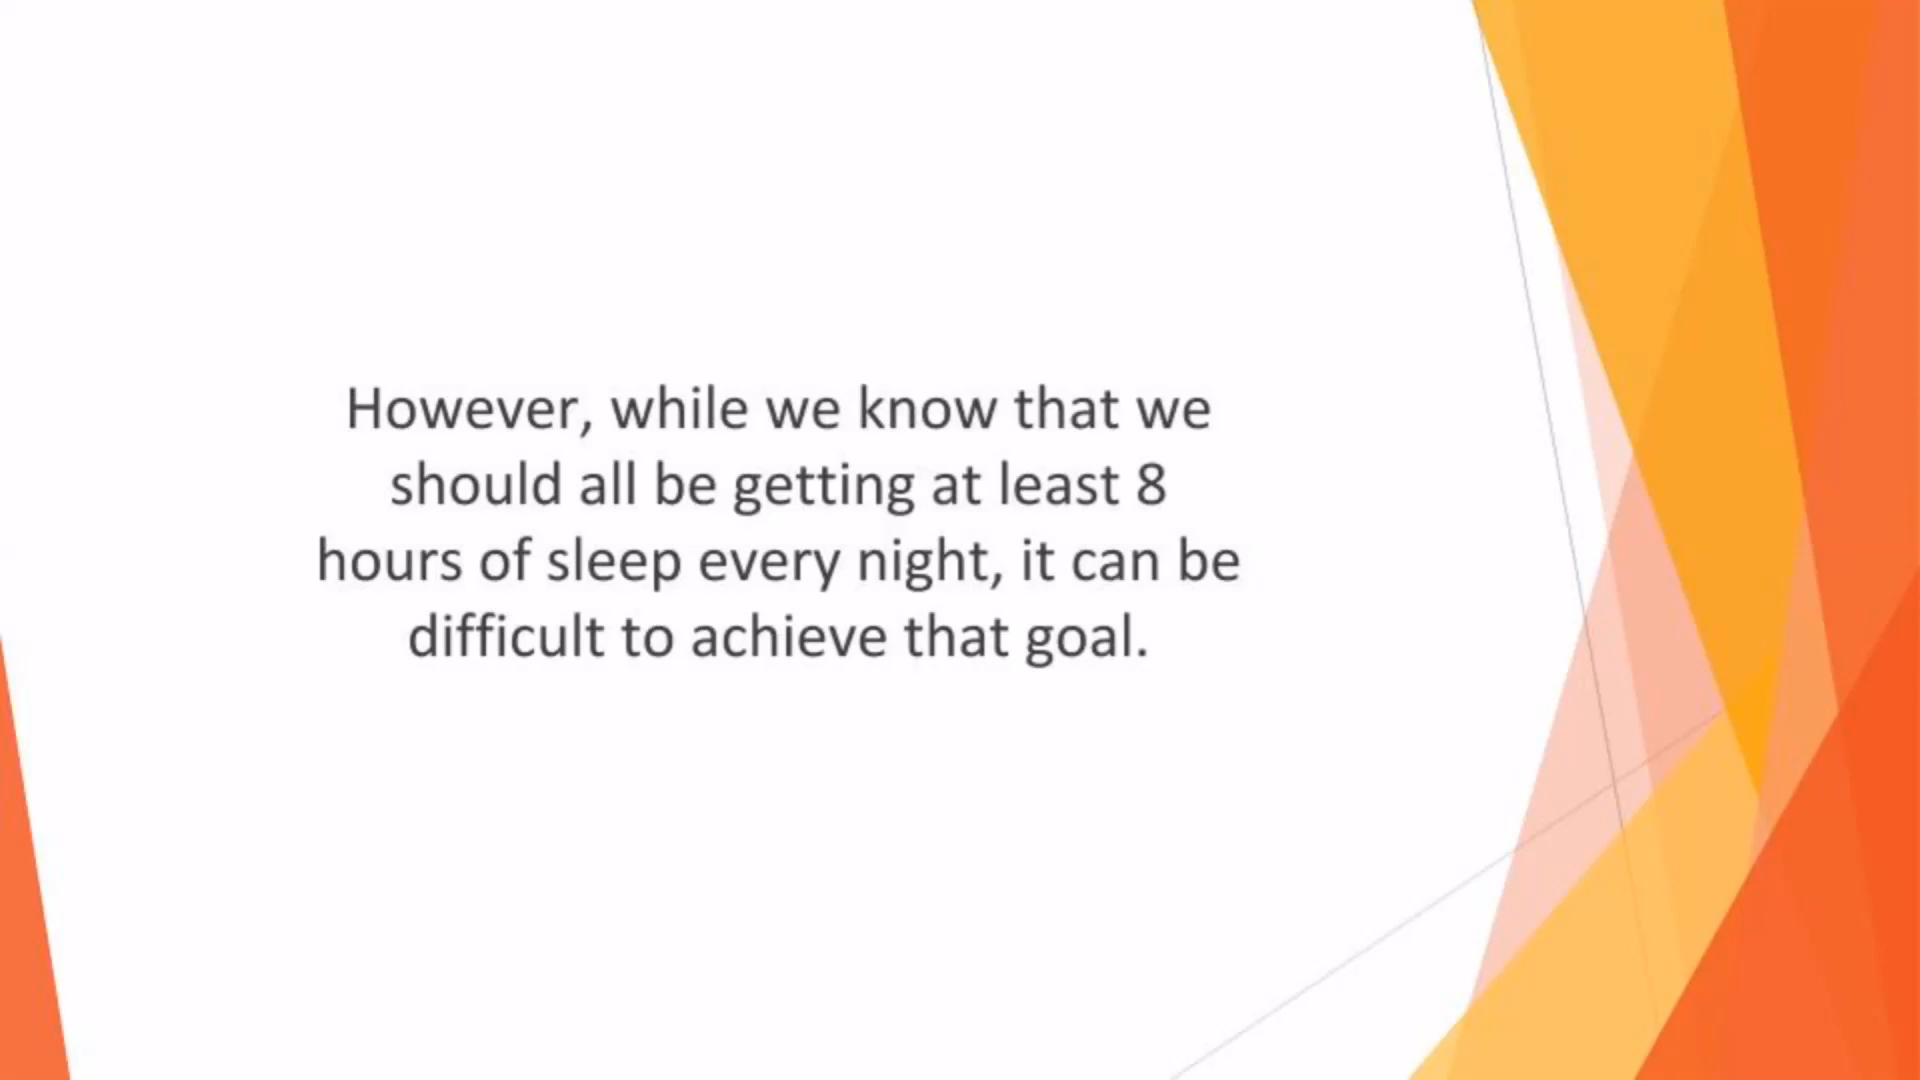 However, while we know that we
should all be getting at least 8
hours of sleep every night, it can be
difficult to achieve that goal.